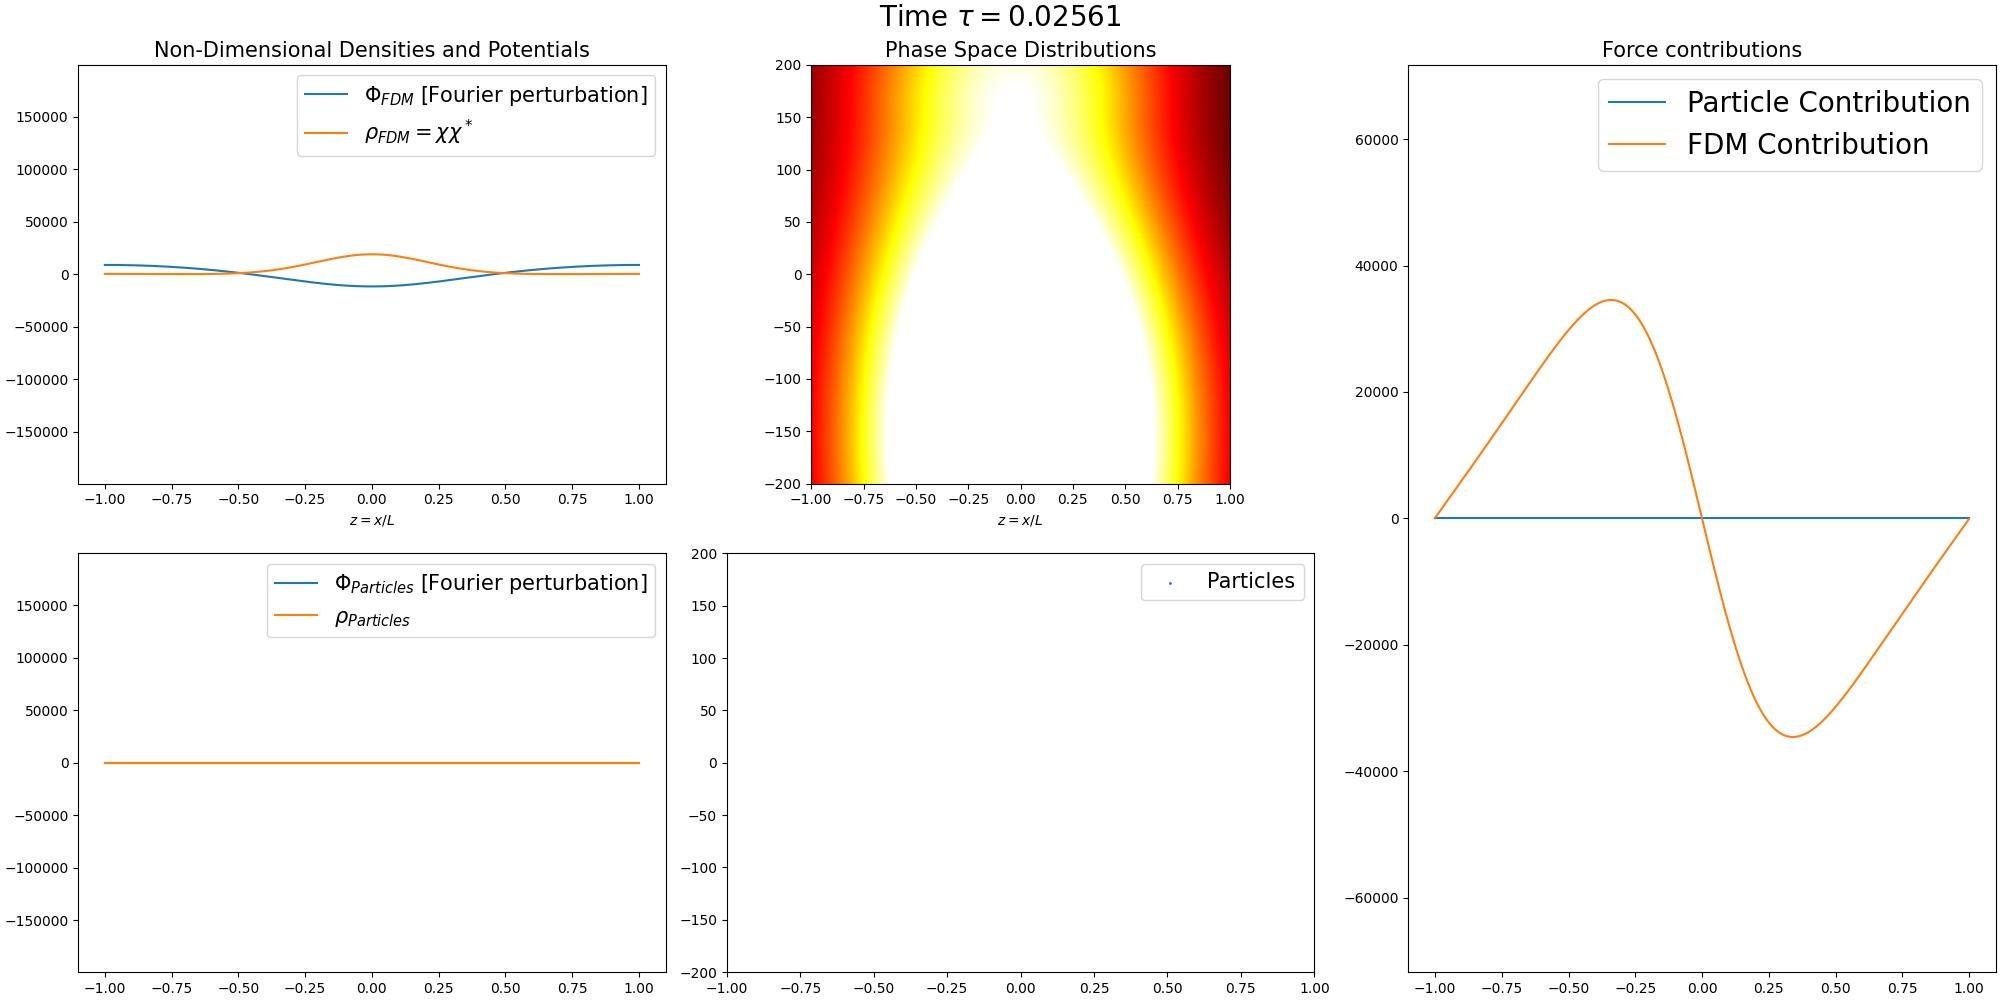 Time τ = 0.02561
Non-Dimensional Densities and Potentials
Φ_FDM [Fourier perturbation]
ρ_FDM = χχ*
150000
100000
50000
0
−50000
−100000
−150000
−1.00 −0.75 −0.50 −0.25 0.00 0.25 0.50 0.75 1.00
z = x/L
Phase Space Distributions
200
150
100
50
0
−50
−100
−150
−200
−1.00 −0.75 −0.50 −0.25 0.00 0.25 0.50 0.75 1.00
z = x/L
Force contributions
Particle Contribution
FDM Contribution
60000
40000
20000
0
−20000
−40000
−60000
−1.00 −0.75 −0.50 −0.25 0.00 0.25 0.50 0.75 1.00
Φ_Particles [Fourier perturbation]
ρ_Particles
150000
100000
50000
0
−50000
−100000
−150000
−1.00 −0.75 −0.50 −0.25 0.00 0.25 0.50 0.75 1.00
Particles
200
150
100
50
0
−50
−100
−150
−200
−1.00 −0.75 −0.50 −0.25 0.00 0.25 0.50 0.75 1.00